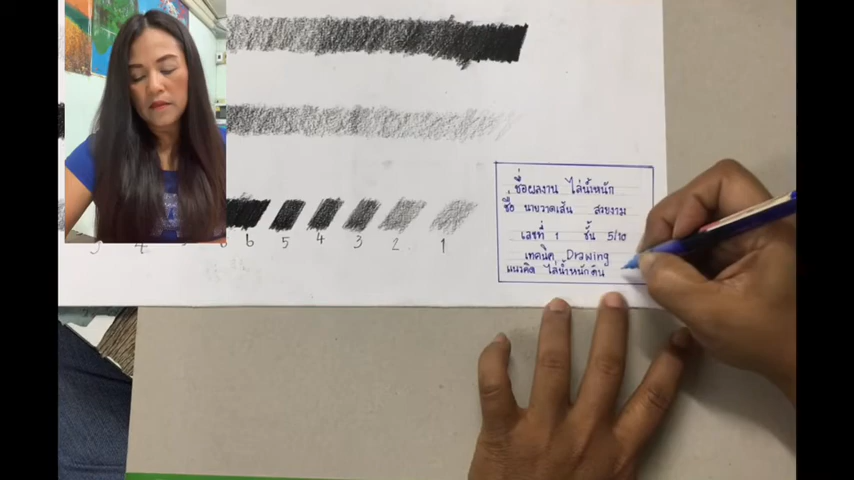 ชื่อผลงาน ไล่น้ำหนัก
ชื่อ นายวาดเส้น สวยงาม
เลขที่ 1 ชั้น 5/10
เทคนิค Drawing
แนวคิด ไล่น้ำหนักดิน
6 5 4 3 2 1